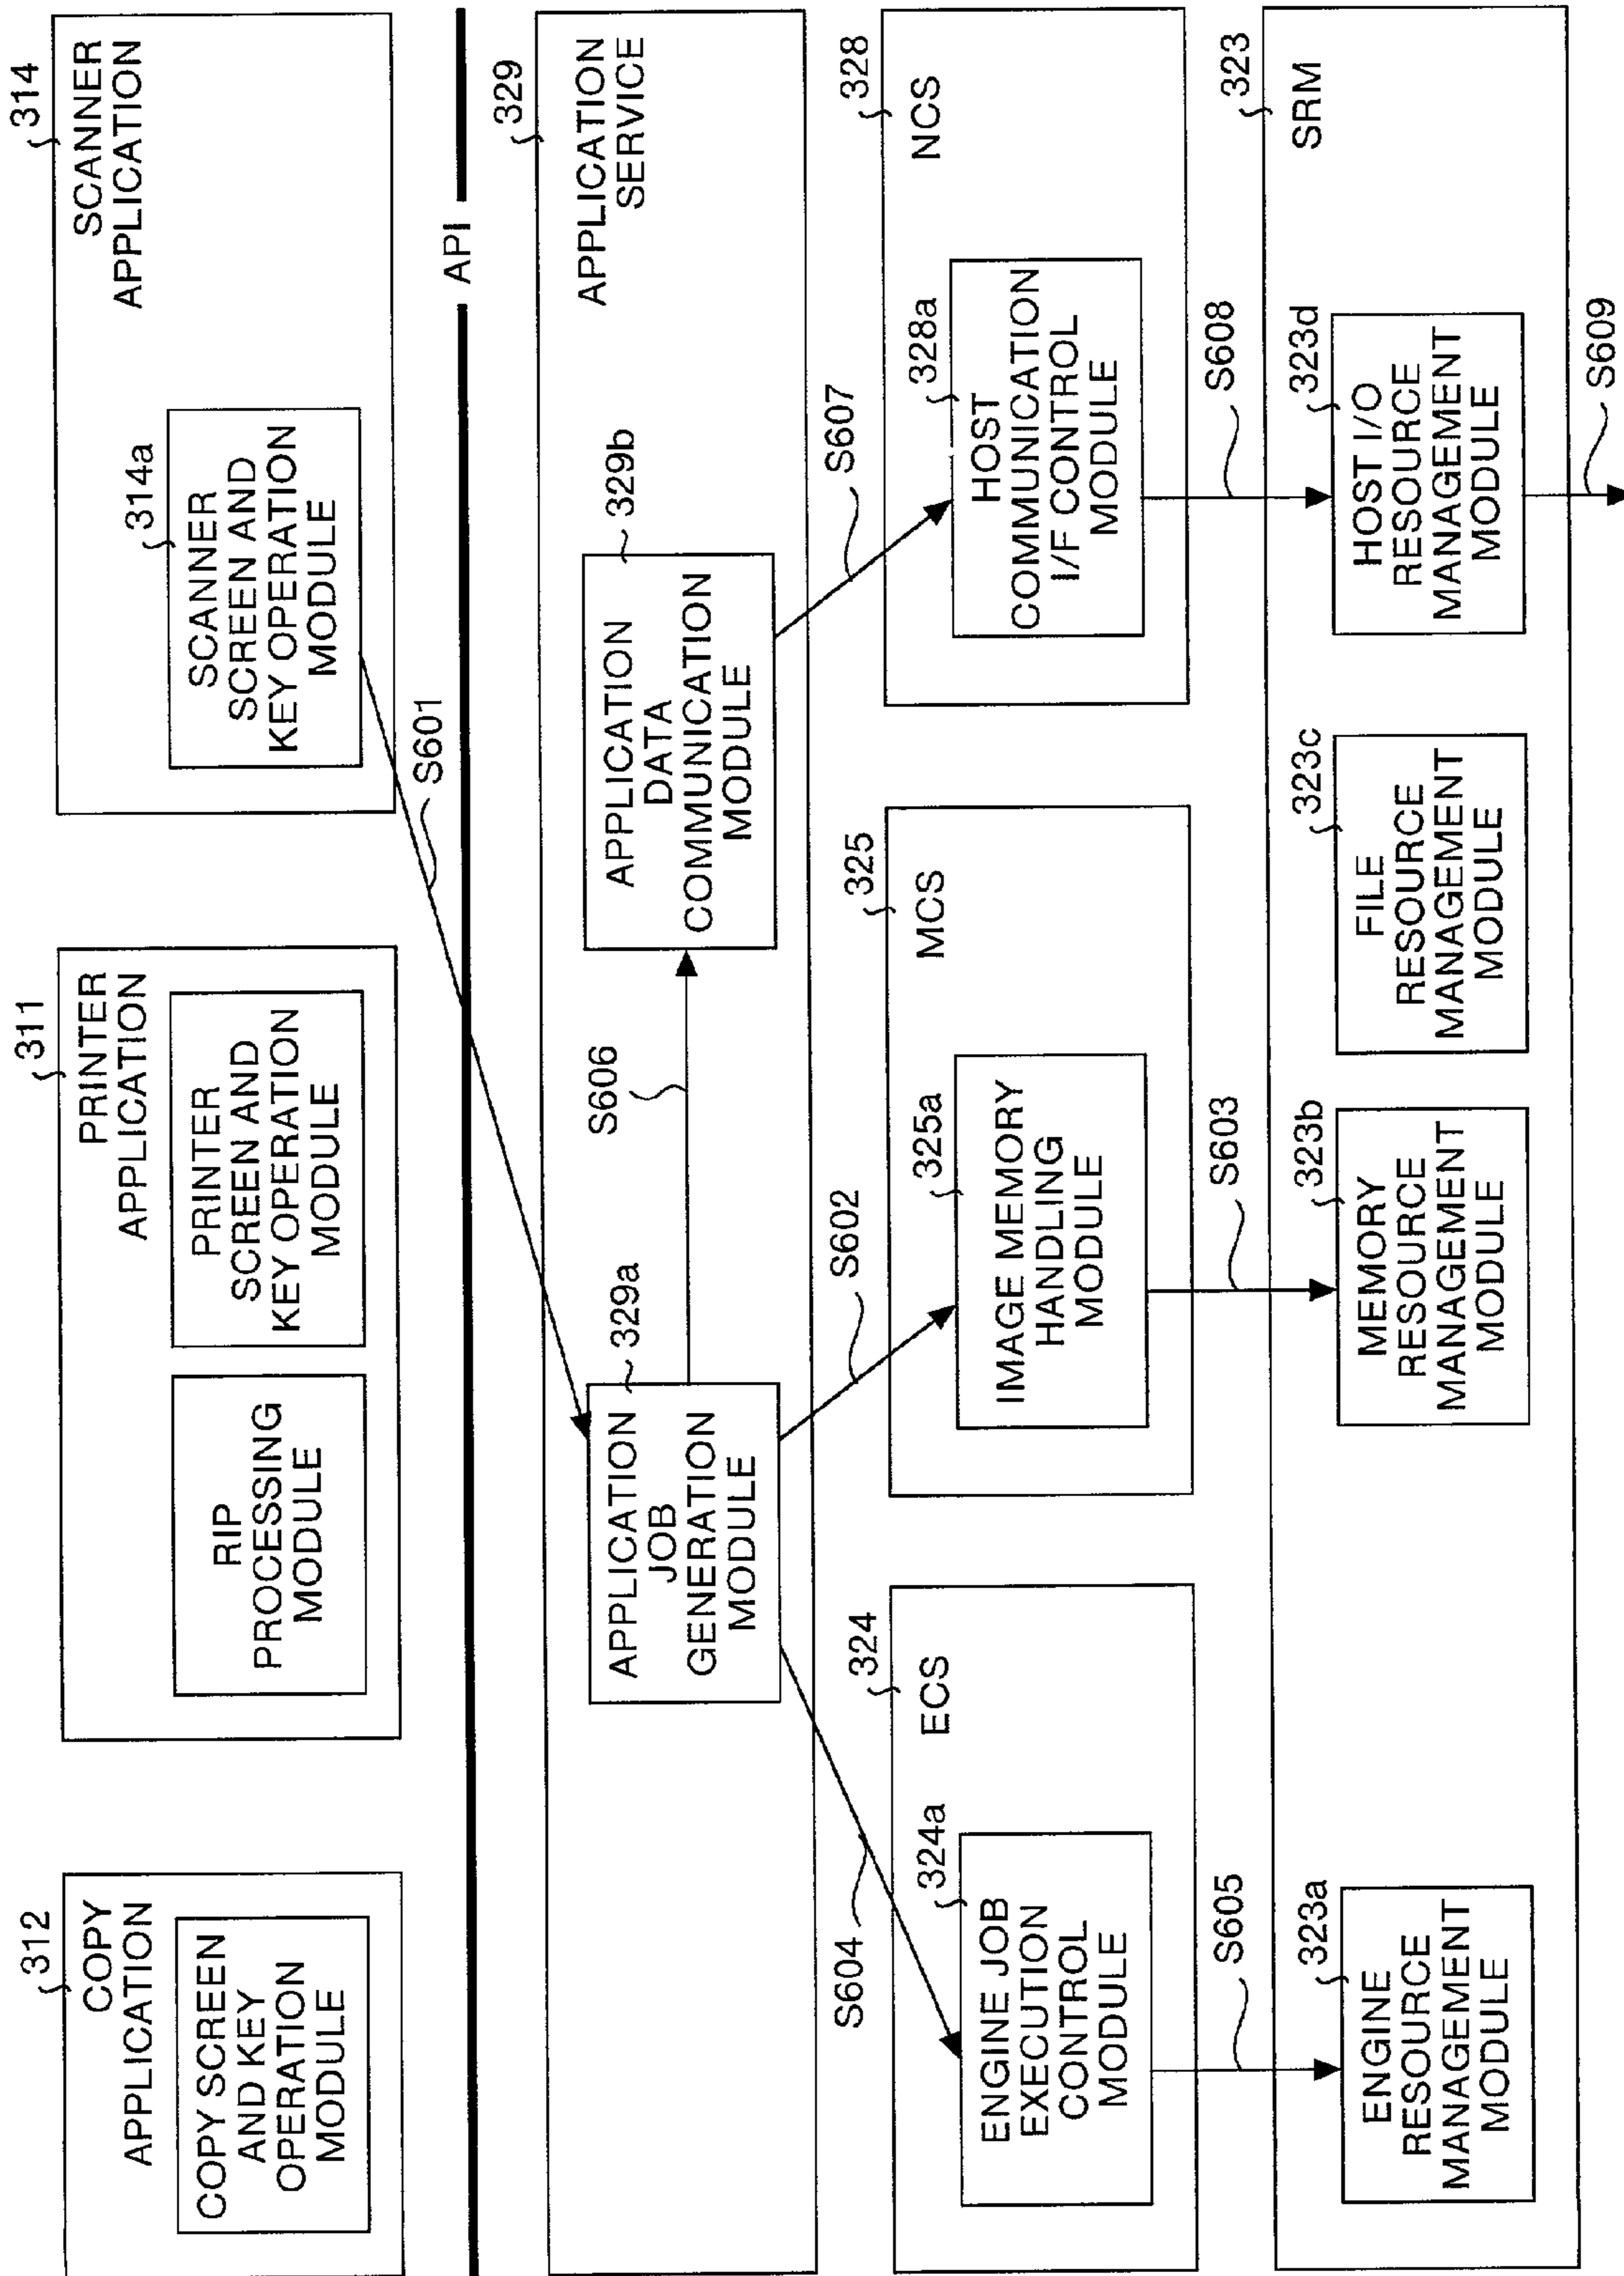 312
COPY
APPLICATION
COPY SCREEN
AND KEY
OPERATION
MODULE
311
PRINTER
APPLICATION
RIP
PROCESSING
MODULE
PRINTER
SCREEN AND
KEY OPERATION
MODULE
314
SCANNER
APPLICATION
314a
SCANNER
SCREEN AND
KEY OPERATION
MODULE
S601
API
329
APPLICATION
SERVICE
329a
APPLICATION
JOB
GENERATION
MODULE
S606
329b
APPLICATION
DATA
COMMUNICATION
MODULE
S604
S602
S607
324
ECS
324a
ENGINE JOB
EXECUTION
CONTROL
MODULE
325
MCS
325a
IMAGE MEMORY
HANDLING
MODULE
328
NCS
328a
HOST
COMMUNICATION
I/F CONTROL
MODULE
S605
S603
S608
323
SRM
323a
ENGINE
RESOURCE
MANAGEMENT
MODULE
323b
MEMORY
RESOURCE
MANAGEMENT
MODULE
323c
FILE
RESOURCE
MANAGEMENT
MODULE
323d
HOST I/O
RESOURCE
MANAGEMENT
MODULE
S609